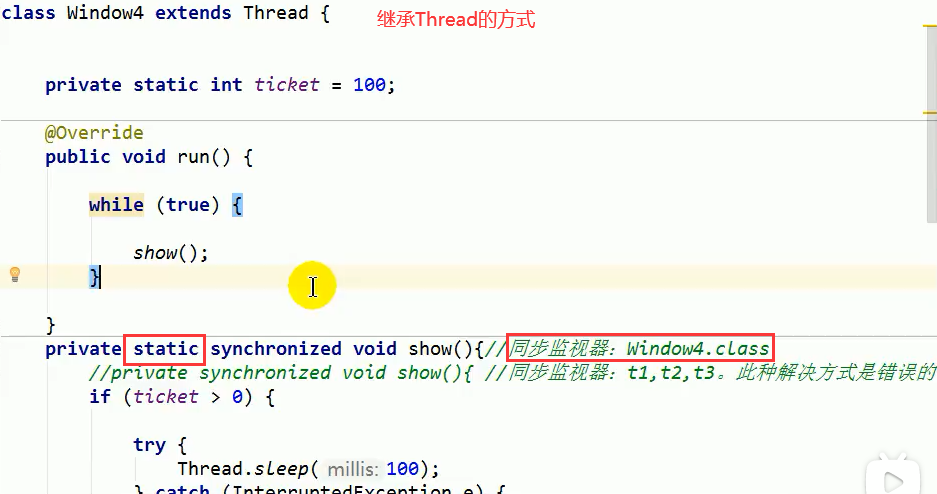 class Window4 extends Thread {
继承Thread的方式
private static int ticket = 100;
@Override
public void run() {
while (true) {
show();
}
}
private static synchronized void show(){//同步监视器：Window4.class
//private synchronized void show(){ //同步监视器：t1,t2,t3。此种解决方式是错误的
if (ticket > 0) {
try {
Thread.sleep( millis: 100);
} catch (InterruptedException e) {